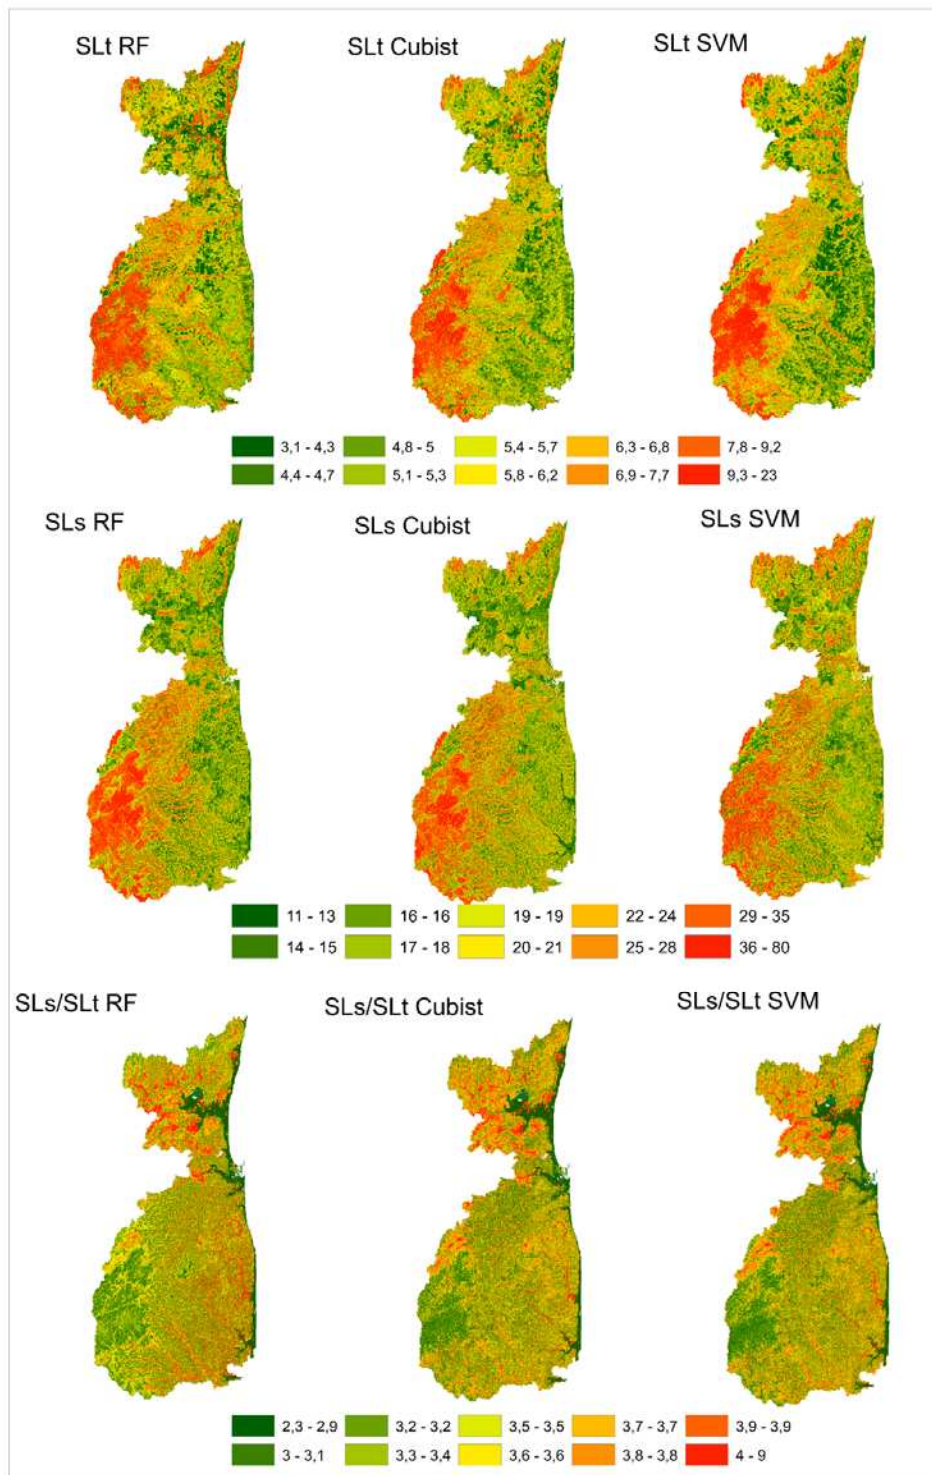 SLt RF SLt Cubist SLt SVM
3,1 - 4,3 4,8 - 5 5,4 - 5,7 6,3 - 6,8 7,8 - 9,2
4,4 - 4,7 5,1 - 5,3 5,8 - 6,2 6,9 - 7,7 9,3 - 23
SLs RF SLs Cubist SLs SVM
11 - 13 16 - 16 19 - 19 22 - 24 29 - 35
14 - 15 17 - 18 20 - 21 25 - 28 36 - 80
SLs/SLt RF SLs/SLt Cubist SLs/SLt SVM
2,3 - 2,9 3,2 - 3,2 3,5 - 3,5 3,7 - 3,7 3,9 - 3,9
3 - 3,1 3,3 - 3,4 3,6 - 3,6 3,8 - 3,8 4 - 9